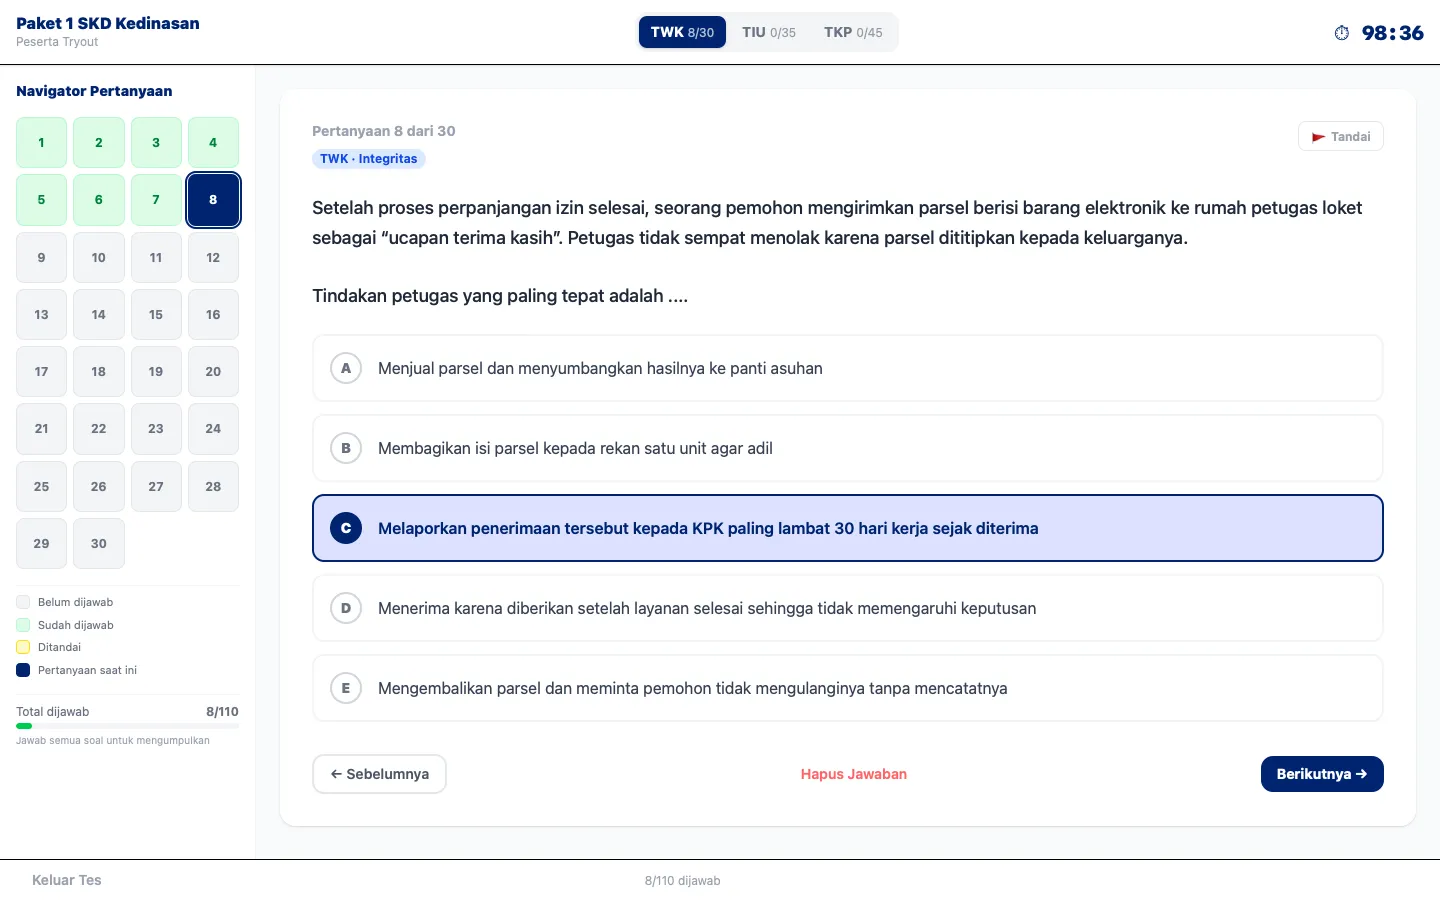 Paket 1 SKD Kedinasan
Peserta Tryout
TWK 8/30 TIU 0/35 TKP 0/45
98:36
Navigator Pertanyaan
1 2 3 4
5 6 7 8
9 10 11 12
13 14 15 16
17 18 19 20
21 22 23 24
25 26 27 28
29 30
Belum dijawab
Sudah dijawab
Ditandai
Pertanyaan saat ini
Total dijawab 8/110
Jawab semua soal untuk mengumpulkan
Pertanyaan 8 dari 30
TWK · Integritas
Tandai
Setelah proses perpanjangan izin selesai, seorang pemohon mengirimkan parsel berisi barang elektronik ke rumah petugas loket
sebagai “ucapan terima kasih”. Petugas tidak sempat menolak karena parsel dititipkan kepada keluarganya.
Tindakan petugas yang paling tepat adalah ....
A Menjual parsel dan menyumbangkan hasilnya ke panti asuhan
B Membagikan isi parsel kepada rekan satu unit agar adil
C Melaporkan penerimaan tersebut kepada KPK paling lambat 30 hari kerja sejak diterima
D Menerima karena diberikan setelah layanan selesai sehingga tidak memengaruhi keputusan
E Mengembalikan parsel dan meminta pemohon tidak mengulanginya tanpa mencatatnya
← Sebelumnya
Hapus Jawaban
Berikutnya →
Keluar Tes
8/110 dijawab